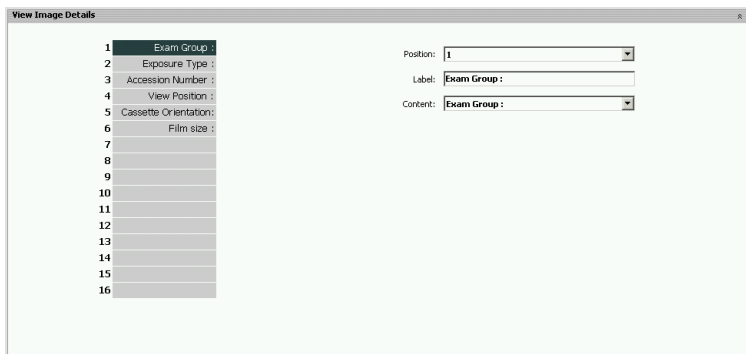 View Image Details
1 Exam Group :
2 Exposure Type :
3 Accession Number :
4 View Position :
5 Cassette Orientation:
6 Film size :
7
8
9
10
11
12
13
14
15
16
Position: 1
Label: Exam Group :
Content: Exam Group :